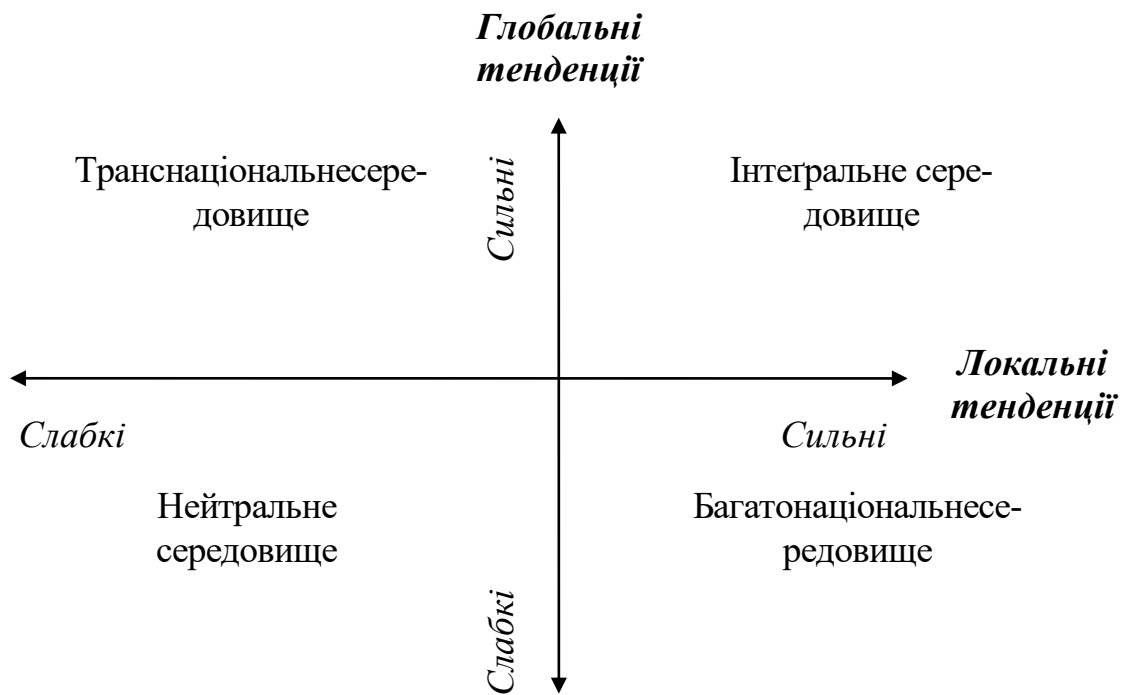 Глобальні
тенденції
Транснаціональнесере-
довище
Сильні
Інтеґральне сере-
довище
Локальні
тенденції
Слабкі
Сильні
Нейтральне
середовище
Багатонаціональнесе-
редовище
Слабкі